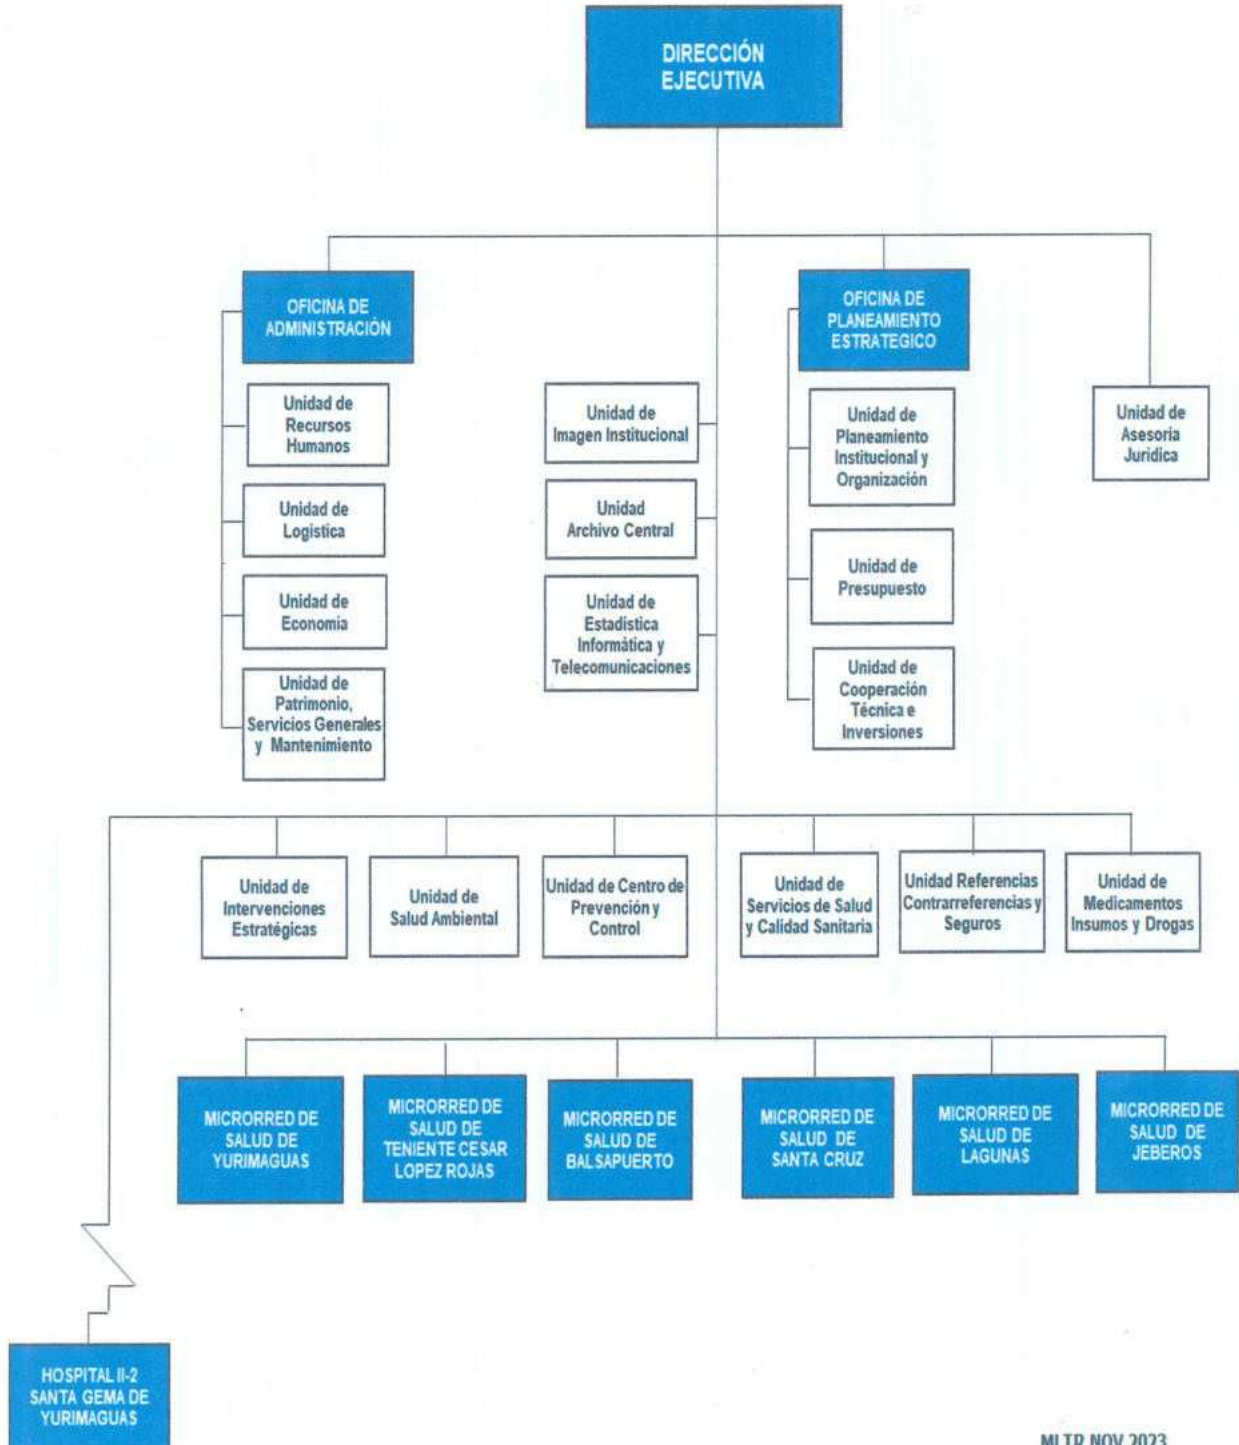 DIRECCIÓN
EJECUTIVA
OFICINA DE
ADMINISTRACIÓN
OFICINA DE
PLANEAMIENTO
ESTRATEGICO
Unidad de
Recursos
Humanos
Unidad de
Imagen Institucional
Unidad de
Planeamiento
Institucional y
Organización
Unidad de
Asesoria
Juridica
Unidad de
Logistica
Unidad
Archivo Central
Unidad de
Presupuesto
Unidad de
Economia
Unidad de
Estadistica
Informática y
Telecomunicaciones
Unidad de
Cooperación
Técnica e
Inversiones
Unidad de
Patrimonio,
Servicios Generales
y Mantenimiento
Unidad de
Intervenciones
Estratégicas
Unidad de
Salud Ambiental
Unidad de Centro de
Prevención y
Control
Unidad de
Servicios de Salud
y Calidad Sanitaria
Unidad Referencias
Contrarreferencias y
Seguros
Unidad de
Medicamentos
Insumos y Drogas
MICRORRED DE
SALUD DE
YURIMAGUAS
MICRORRED DE
SALUD DE
TENIENTE CESAR
LOPEZ ROJAS
MICRORRED DE
SALUD DE
BALSAPUERTO
MICRORRED DE
SALUD DE
SANTA CRUZ
MICRORRED DE
SALUD DE
LAGUNAS
MICRORRED DE
SALUD DE
JEBEROS
HOSPITAL II-2
SANTA GEMA DE
YURIMAGUAS
MLTR NOV 2023